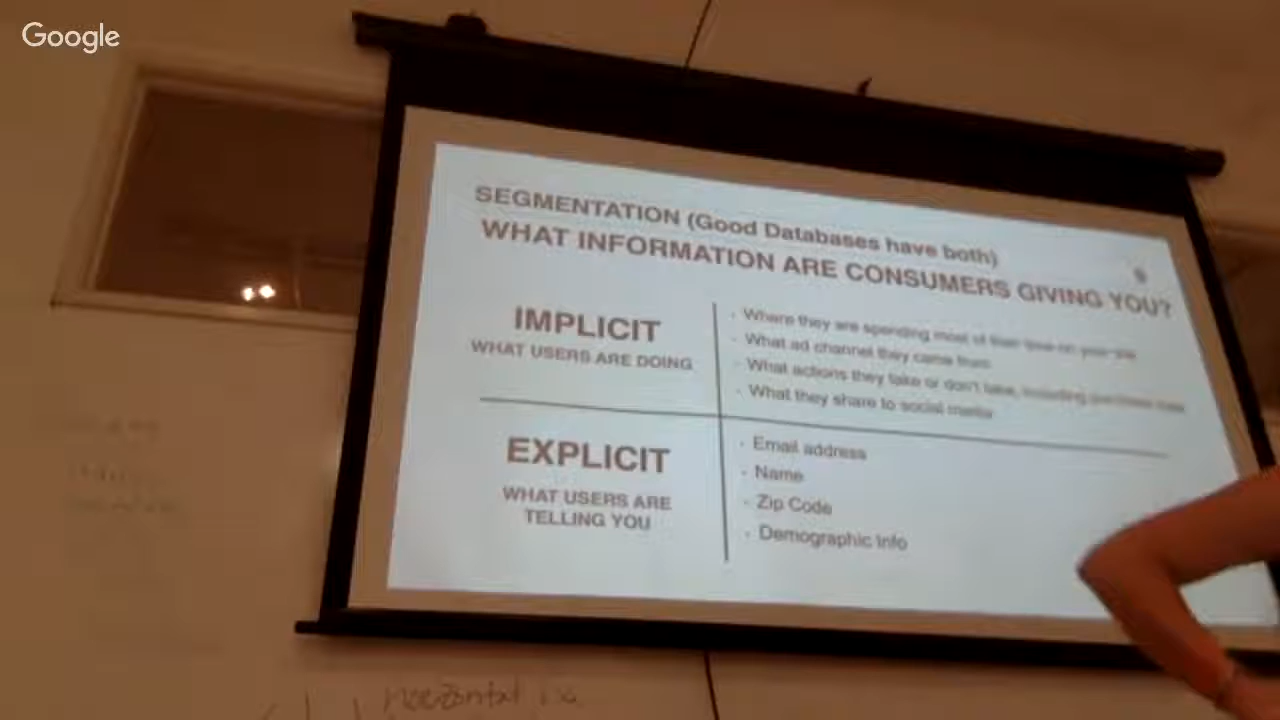 Google
SEGMENTATION (Good Databases have both)
WHAT INFORMATION ARE CONSUMERS GIVING YOU?
IMPLICIT
WHAT USERS ARE DOING
- Where they are spending most of their time on your site
- What ad channel they came from
- What actions they take or don't take, including purchase
- What they share to social media
EXPLICIT
WHAT USERS ARE
TELLING YOU
- Email address
- Name
- Zip Code
- Demographic Info
Horizontal